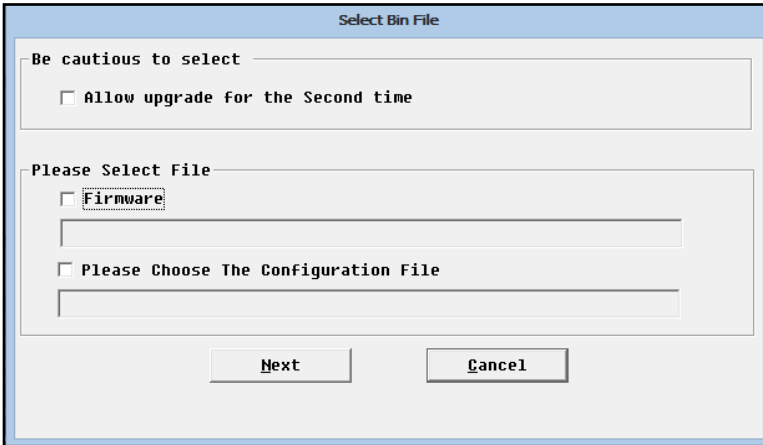 Select Bin File
Be cautious to select
Allow upgrade for the Second time
Please Select File
Firmware
Please Choose The Configuration File
Next
Cancel